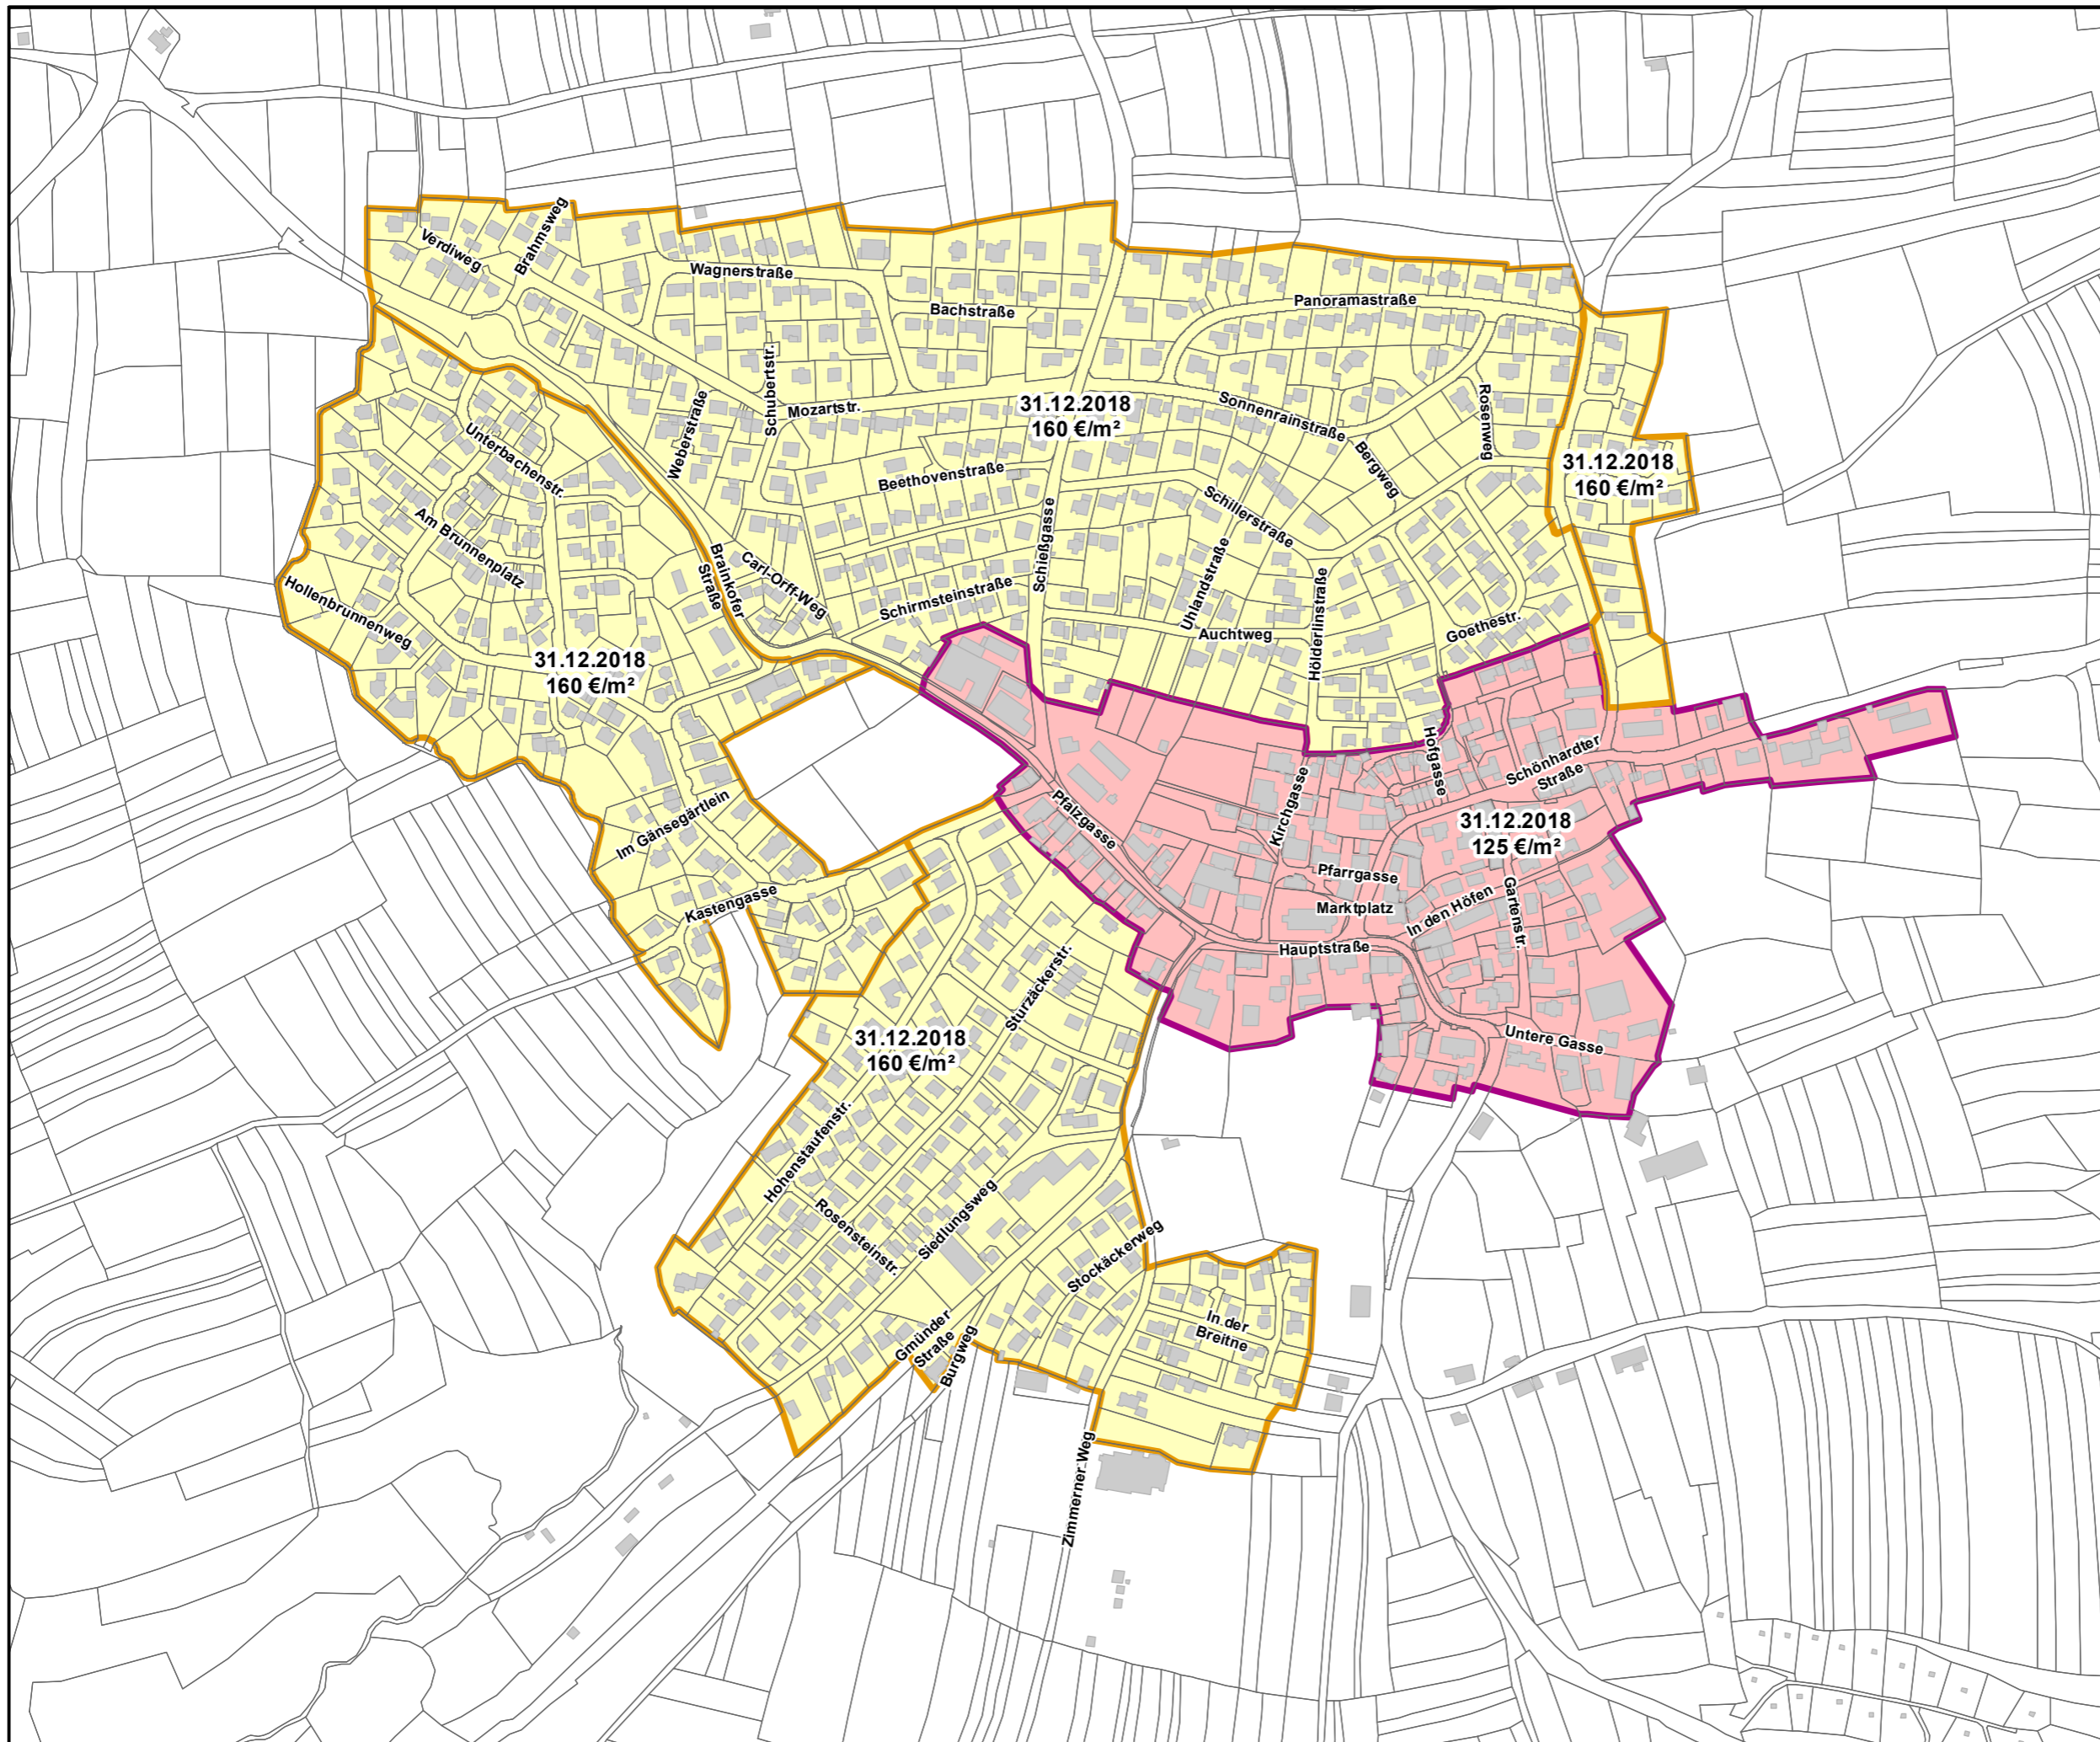 Verdiweg
Brahmsweg
Wagnerstraße
Bachstraße
Panoramastraße
Schubertstr.
Weberstraße
Mozartstr.
31.12.2018
160 €/m²
Sonnenrainstraße
Rosenweg
Bergweg
Unterbachenstr.
Beethovenstraße
31.12.2018
160 €/m²
Schillerstraße
Am Brunnenplatz
Schießgasse
Uhlandstraße
Brainkofer
Straße
Carl-Orff-Weg
Schirmsteinstraße
Hollenbrunnenweg
Hölderlinstraße
Auchtweg
Goethestr.
31.12.2018
160 €/m²
Hofgasse
Schönhardter
Straße
Kirchgasse
Pfalzgasse
Im Gänsegärtlein
31.12.2018
125 €/m²
Pfarrgasse
Kastengasse
Marktplatz
In den Höfen
Gartenstr.
Hauptstraße
Sturzäckerstr.
31.12.2018
160 €/m²
Untere Gasse
Hohenstaufenstr.
Rosensteinstr.
Siedlungsweg
Stockäckerweg
In der
Breitne
Gmünder
Straße
Burgweg
Zimmerner Weg